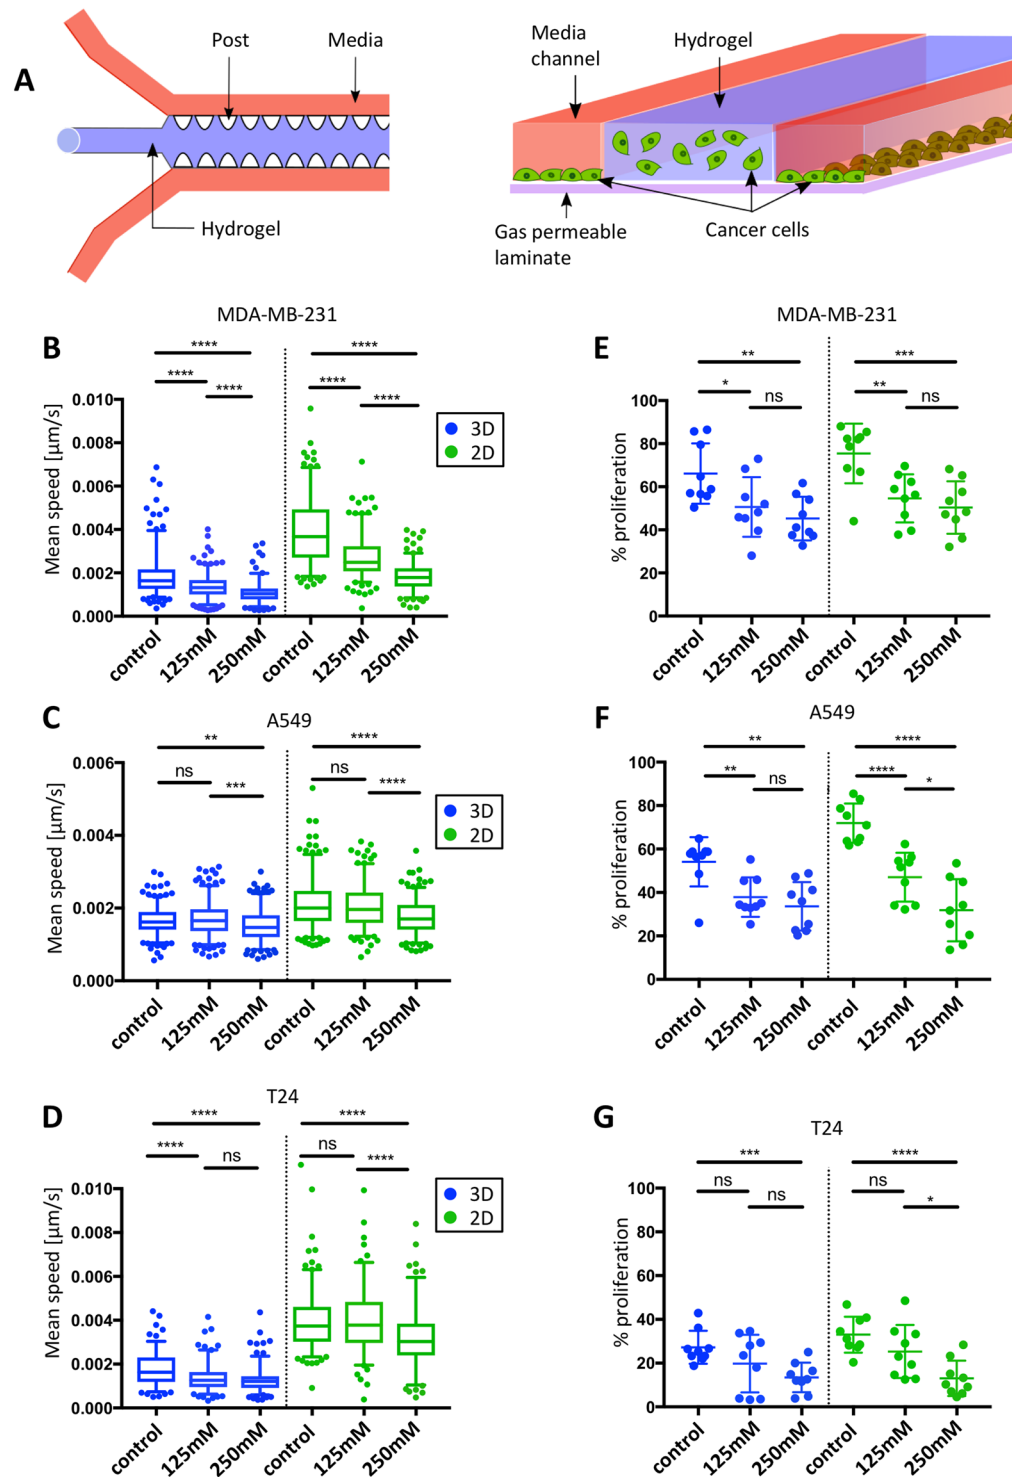 A
Post
Media
Hydrogel
Media
channel
Hydrogel
Gas permeable
laminate
Cancer cells
MDA-MB-231
B
****
****
****
****
****
****
Mean speed [µm/s]
0.010
0.008
0.006
0.004
0.002
0.000
3D
2D
control
125mM
250mM
control
125mM
250mM
MDA-MB-231
E
**
*
ns
***
**
ns
% proliferation
100
80
60
40
20
0
control
125mM
250mM
control
125mM
250mM
A549
C
**
ns
***
****
ns
****
Mean speed [µm/s]
0.006
0.004
0.002
0.000
3D
2D
control
125mM
250mM
control
125mM
250mM
A549
F
**
**
ns
****
****
*
% proliferation
100
80
60
40
20
0
control
125mM
250mM
control
125mM
250mM
T24
D
****
****
ns
****
ns
****
Mean speed [µm/s]
0.010
0.008
0.006
0.004
0.002
0.000
3D
2D
control
125mM
250mM
control
125mM
250mM
T24
G
***
ns
ns
****
ns
*
% proliferation
100
80
60
40
20
0
control
125mM
250mM
control
125mM
250mM